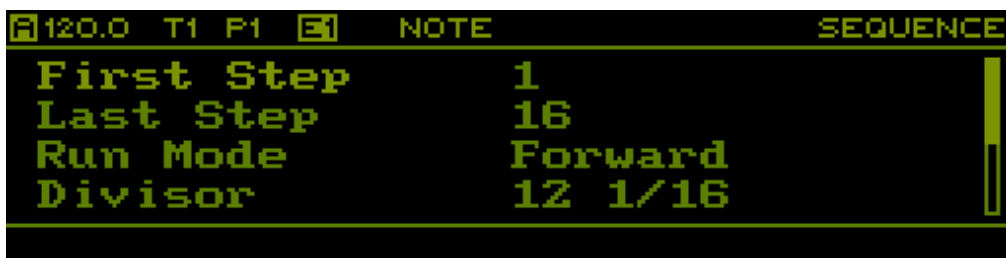 A 120.0 T1 P1 E1 NOTE SEQUENCE
First Step 1
Last Step 16
Run Mode Forward
Divisor 12 1/16